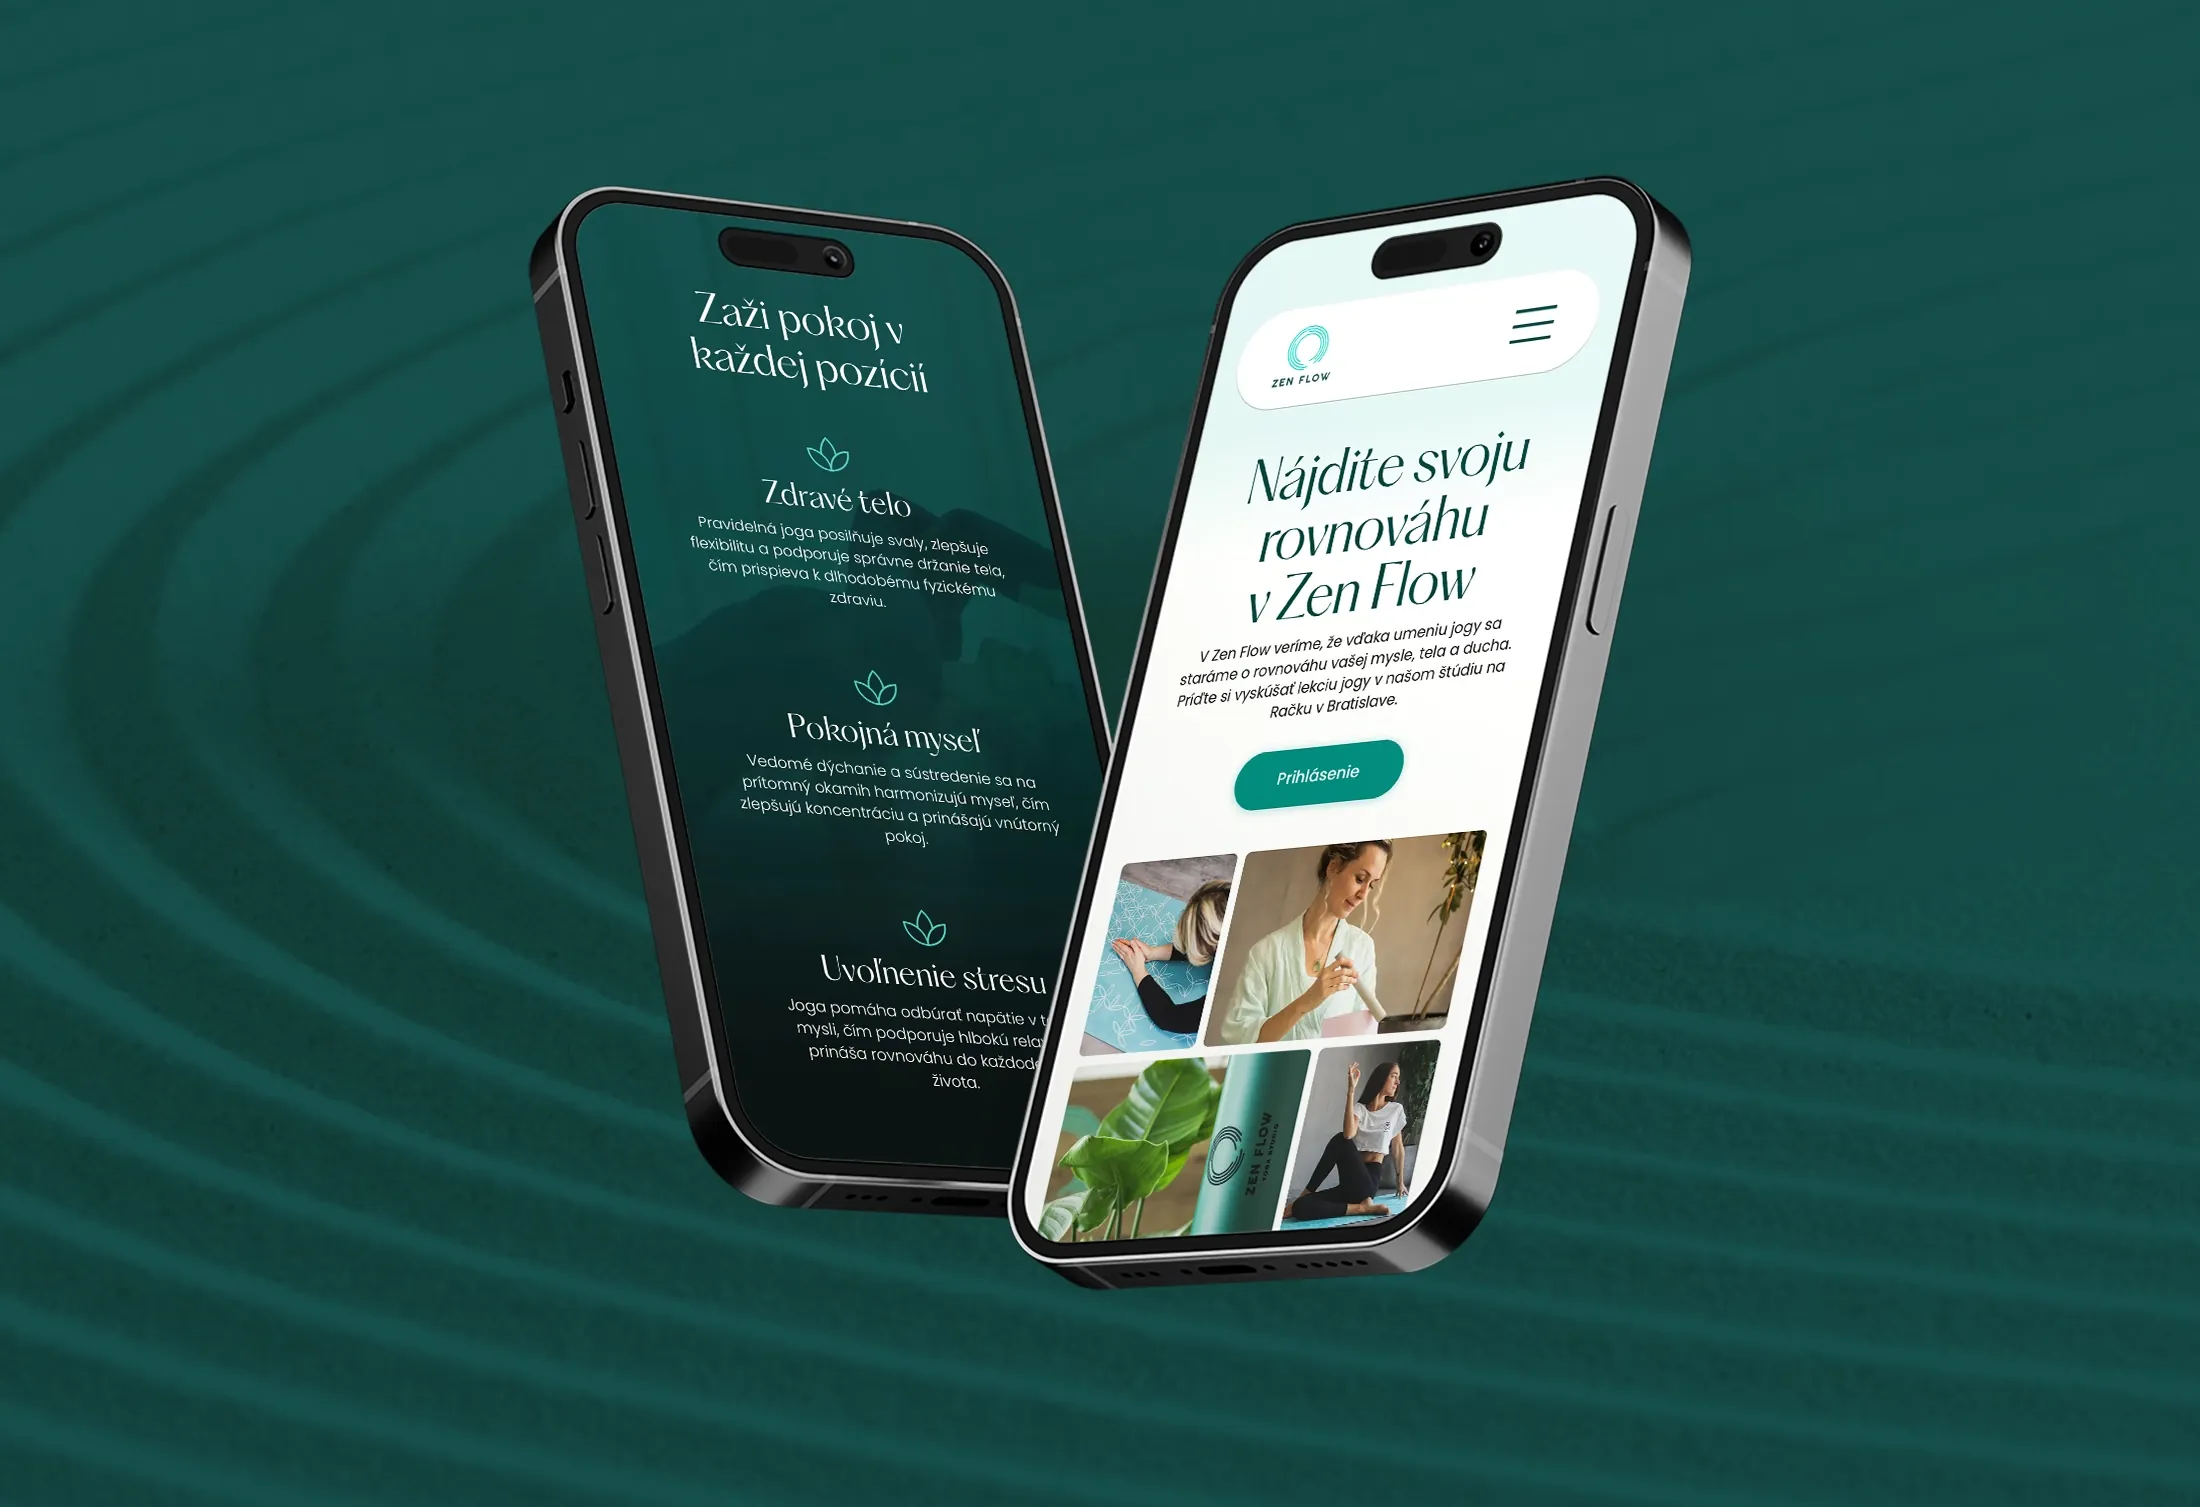 Zaži pokoj v
každej pozícií
Zdravé telo
Pravidelná joga posilňuje svaly, zlepšuje
flexibilitu a podporuje správne držanie tela,
čím prispieva k dlhodobému fyzickému
zdraviu.
Pokojná myseľ
Vedomé dýchanie a sústredenie sa na
prítomný okamih harmonizujú myseľ, čím
zlepšujú koncentráciu a prinášajú vnútorný
pokoj.
Uvoľnenie stresu
Joga pomáha odbúrať napätie v
mysli, čím podporuje hlbokú
prináša rovnováhu do
života.
ZEN FLOW
Nájdite svoju
rovnováhu
v Zen Flow
V Zen Flow veríme, že vďaka umeniu jogy sa
staráme o rovnováhu vašej mysle, tela a ducha.
Príďte si vyskúšať lekciu jogy v našom štúdiu na
Račku v Bratislave.
Prihlásenie
ZEN FLOW
YOGA STUDIO